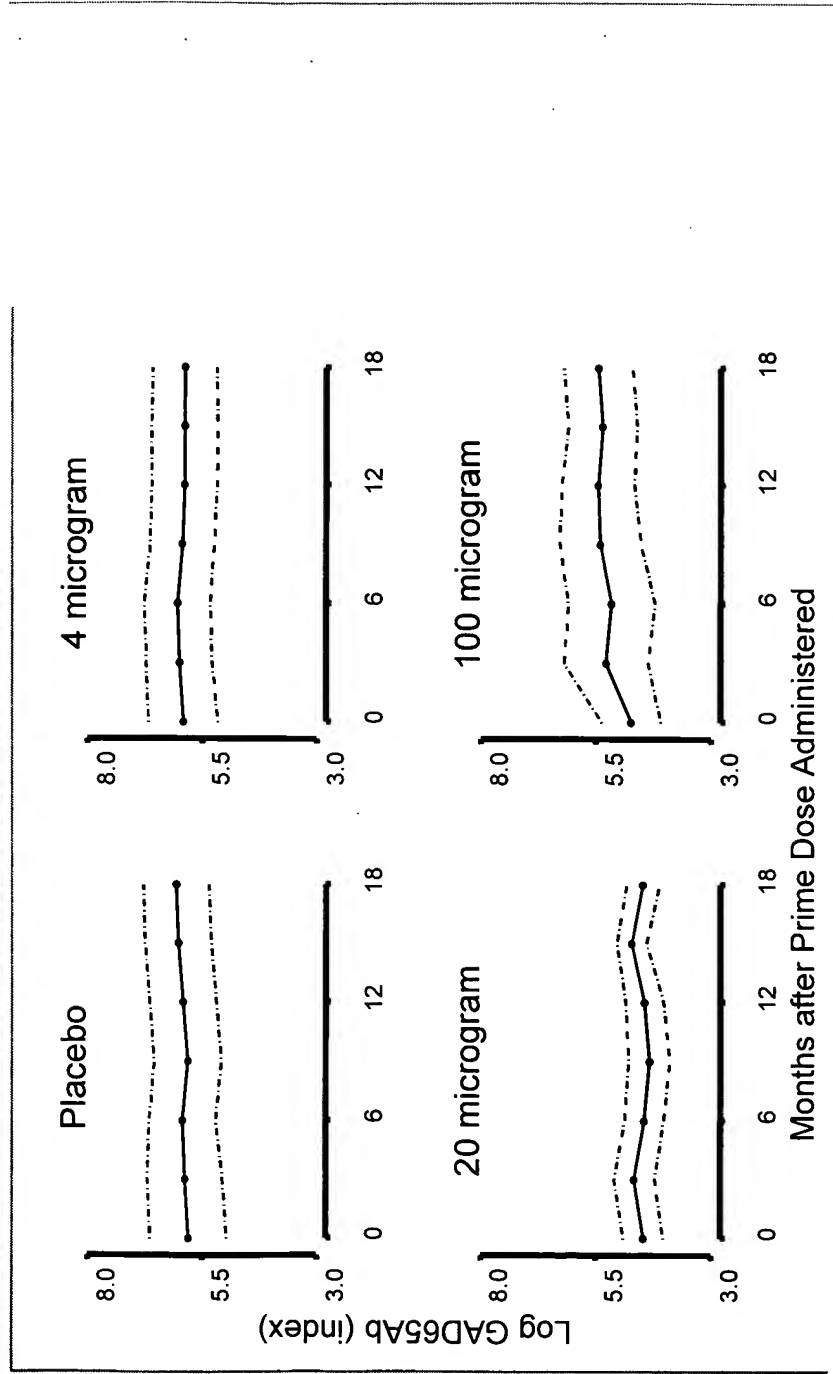 Log GAD65Ab (index)
Placebo
8.0
5.5
3.0
0 6 12 18
4 microgram
8.0
5.5
3.0
0 6 12 18
20 microgram
8.0
5.5
3.0
0 6 12 18
100 microgram
8.0
5.5
3.0
0 6 12 18
Months after Prime Dose Administered